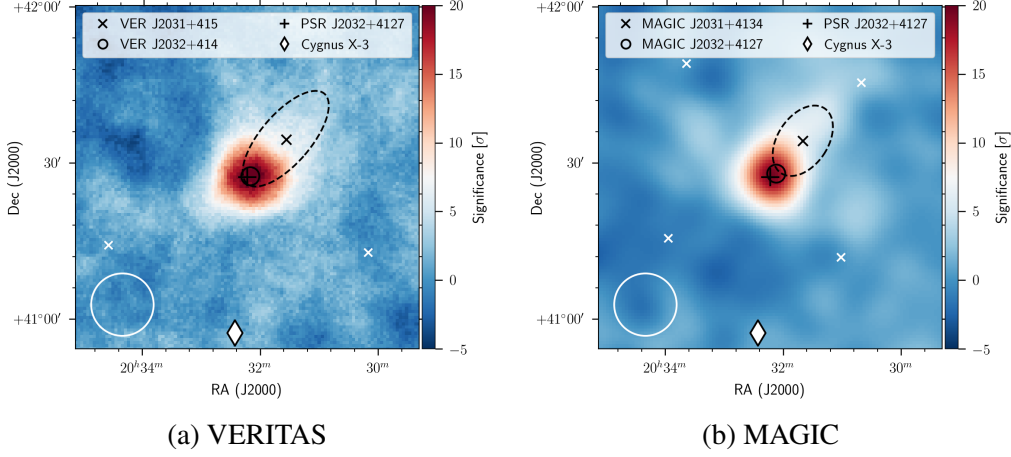 +42°00′
× VER J2031+415 + PSR J2032+4127
○ VER J2032+414 ◇ Cygnus X-3
30′
+41°00′
Dec (J2000)
20ʰ34ᵐ 32ᵐ 30ᵐ
RA (J2000)
20
15
10
5
0
−5
Significance [σ]
(a) VERITAS
+42°00′
× MAGIC J2031+4134 + PSR J2032+4127
○ MAGIC J2032+4127 ◇ Cygnus X-3
30′
+41°00′
Dec (J2000)
20ʰ34ᵐ 32ᵐ 30ᵐ
RA (J2000)
20
15
10
5
0
−5
Significance [σ]
(b) MAGIC